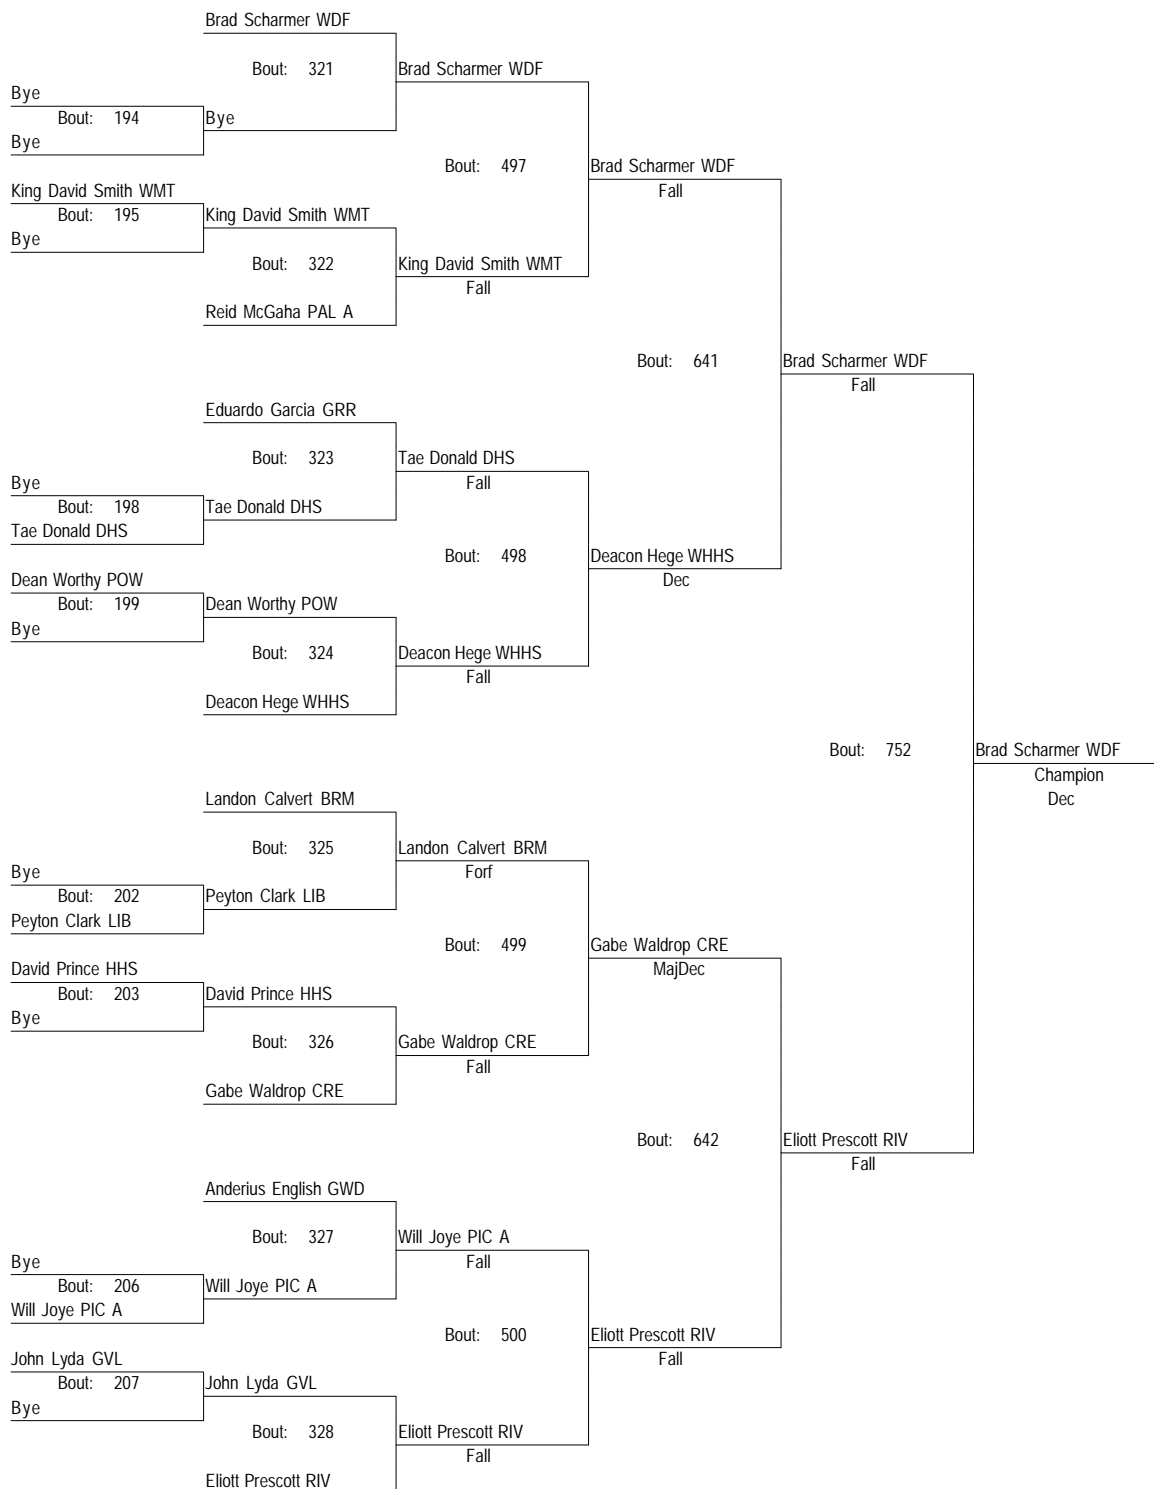 Brad Scharmer WDF
Bout: 321
Brad Scharmer WDF
Bye
Bout: 194
Bye
Bye
Bout: 497
Brad Scharmer WDF
Fall
King David Smith WMT
Bout: 195
King David Smith WMT
Bye
Bout: 322
King David Smith WMT
Fall
Reid McGaha PAL A
Bout: 641
Brad Scharmer WDF
Fall
Eduardo Garcia GRR
Bout: 323
Tae Donald DHS
Fall
Bye
Bout: 198
Tae Donald DHS
Tae Donald DHS
Bout: 498
Deacon Hege WHHS
Dec
Dean Worthy POW
Bout: 199
Dean Worthy POW
Bye
Bout: 324
Deacon Hege WHHS
Fall
Deacon Hege WHHS
Bout: 752
Brad Scharmer WDF
Champion
Dec
Landon Calvert BRM
Bout: 325
Landon Calvert BRM
Forf
Bye
Bout: 202
Peyton Clark LIB
Peyton Clark LIB
Bout: 499
Gabe Waldrop CRE
MajDec
David Prince HHS
Bout: 203
David Prince HHS
Bye
Bout: 326
Gabe Waldrop CRE
Fall
Gabe Waldrop CRE
Bout: 642
Eliott Prescott RIV
Fall
Anderius English GWD
Bout: 327
Will Joye PIC A
Fall
Bye
Bout: 206
Will Joye PIC A
Will Joye PIC A
Bout: 500
Eliott Prescott RIV
Fall
John Lyda GVL
Bout: 207
John Lyda GVL
Bye
Bout: 328
Eliott Prescott RIV
Fall
Eliott Prescott RIV